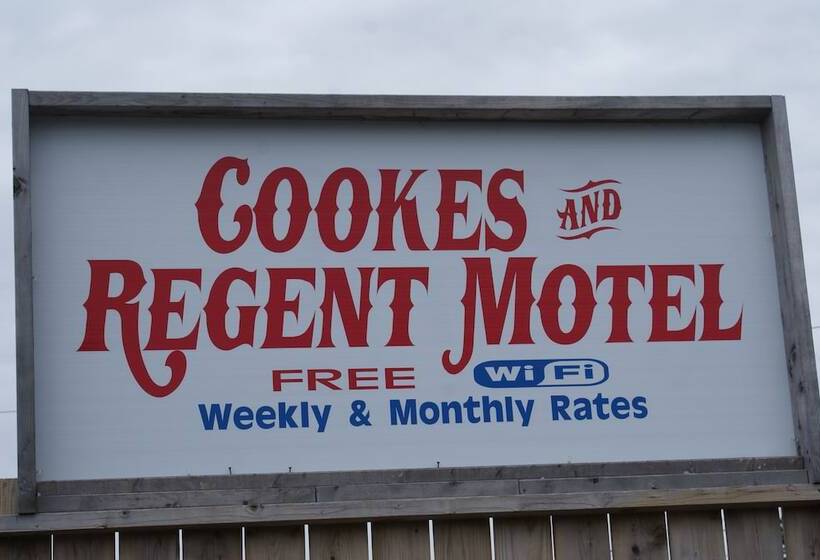 COOKES AND
REGENT MOTEL
FREE WiFi
Weekly & Monthly Rates